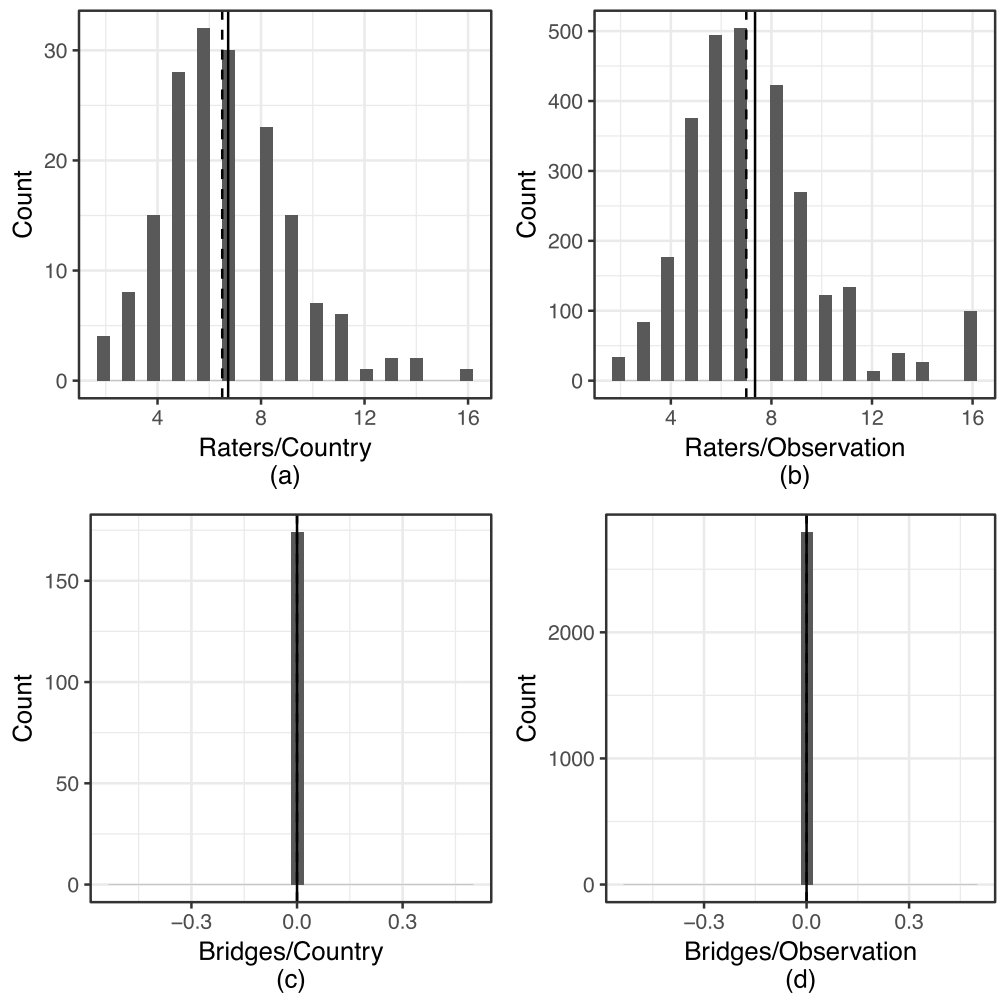 Count
30
20
10
0
4
8
12
16
Raters/Country
(a)
Count
500
400
300
200
100
0
4
8
12
16
Raters/Observation
(b)
Count
150
100
50
0
−0.3
0.0
0.3
Bridges/Country
(c)
Count
2000
1000
0
−0.3
0.0
0.3
Bridges/Observation
(d)